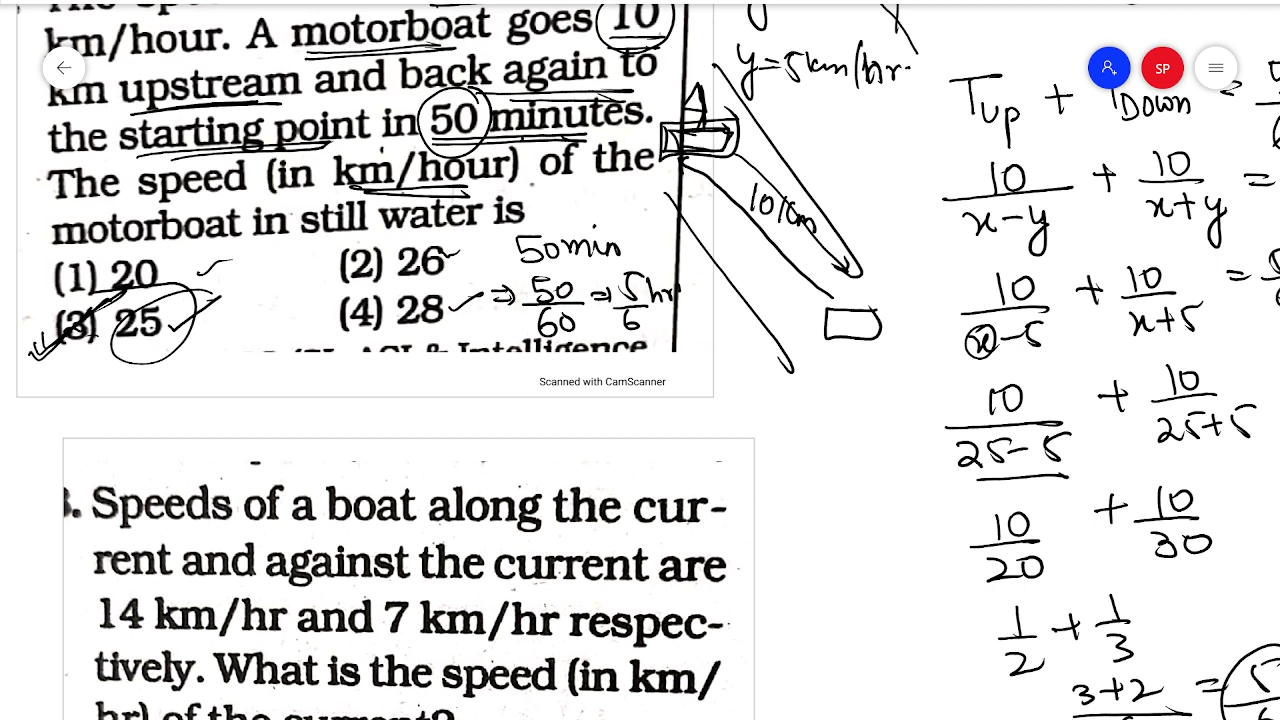 km/hour. A motorboat goes 10
km upstream and back again to
the starting point in 50 minutes.
The speed (in km/hour) of the
motorboat in still water is
(1) 20 (2) 26
(3) 25 (4) 28
50min
⇒ 50/60 ⇒ 5/6 hr
Scanned with CamScanner
Speeds of a boat along the cur-
rent and against the current are
14 km/hr and 7 km/hr respec-
tively. What is the speed (in km/
hr) of the current?
y=5km/hr.
10km
SP
Tup + TDown =
10/x-y + 10/x+y =
10/x-5 + 10/x+5 =
10/25-5 + 10/25+5
10/20 + 10/30
1/2 + 1/3
3+2 =